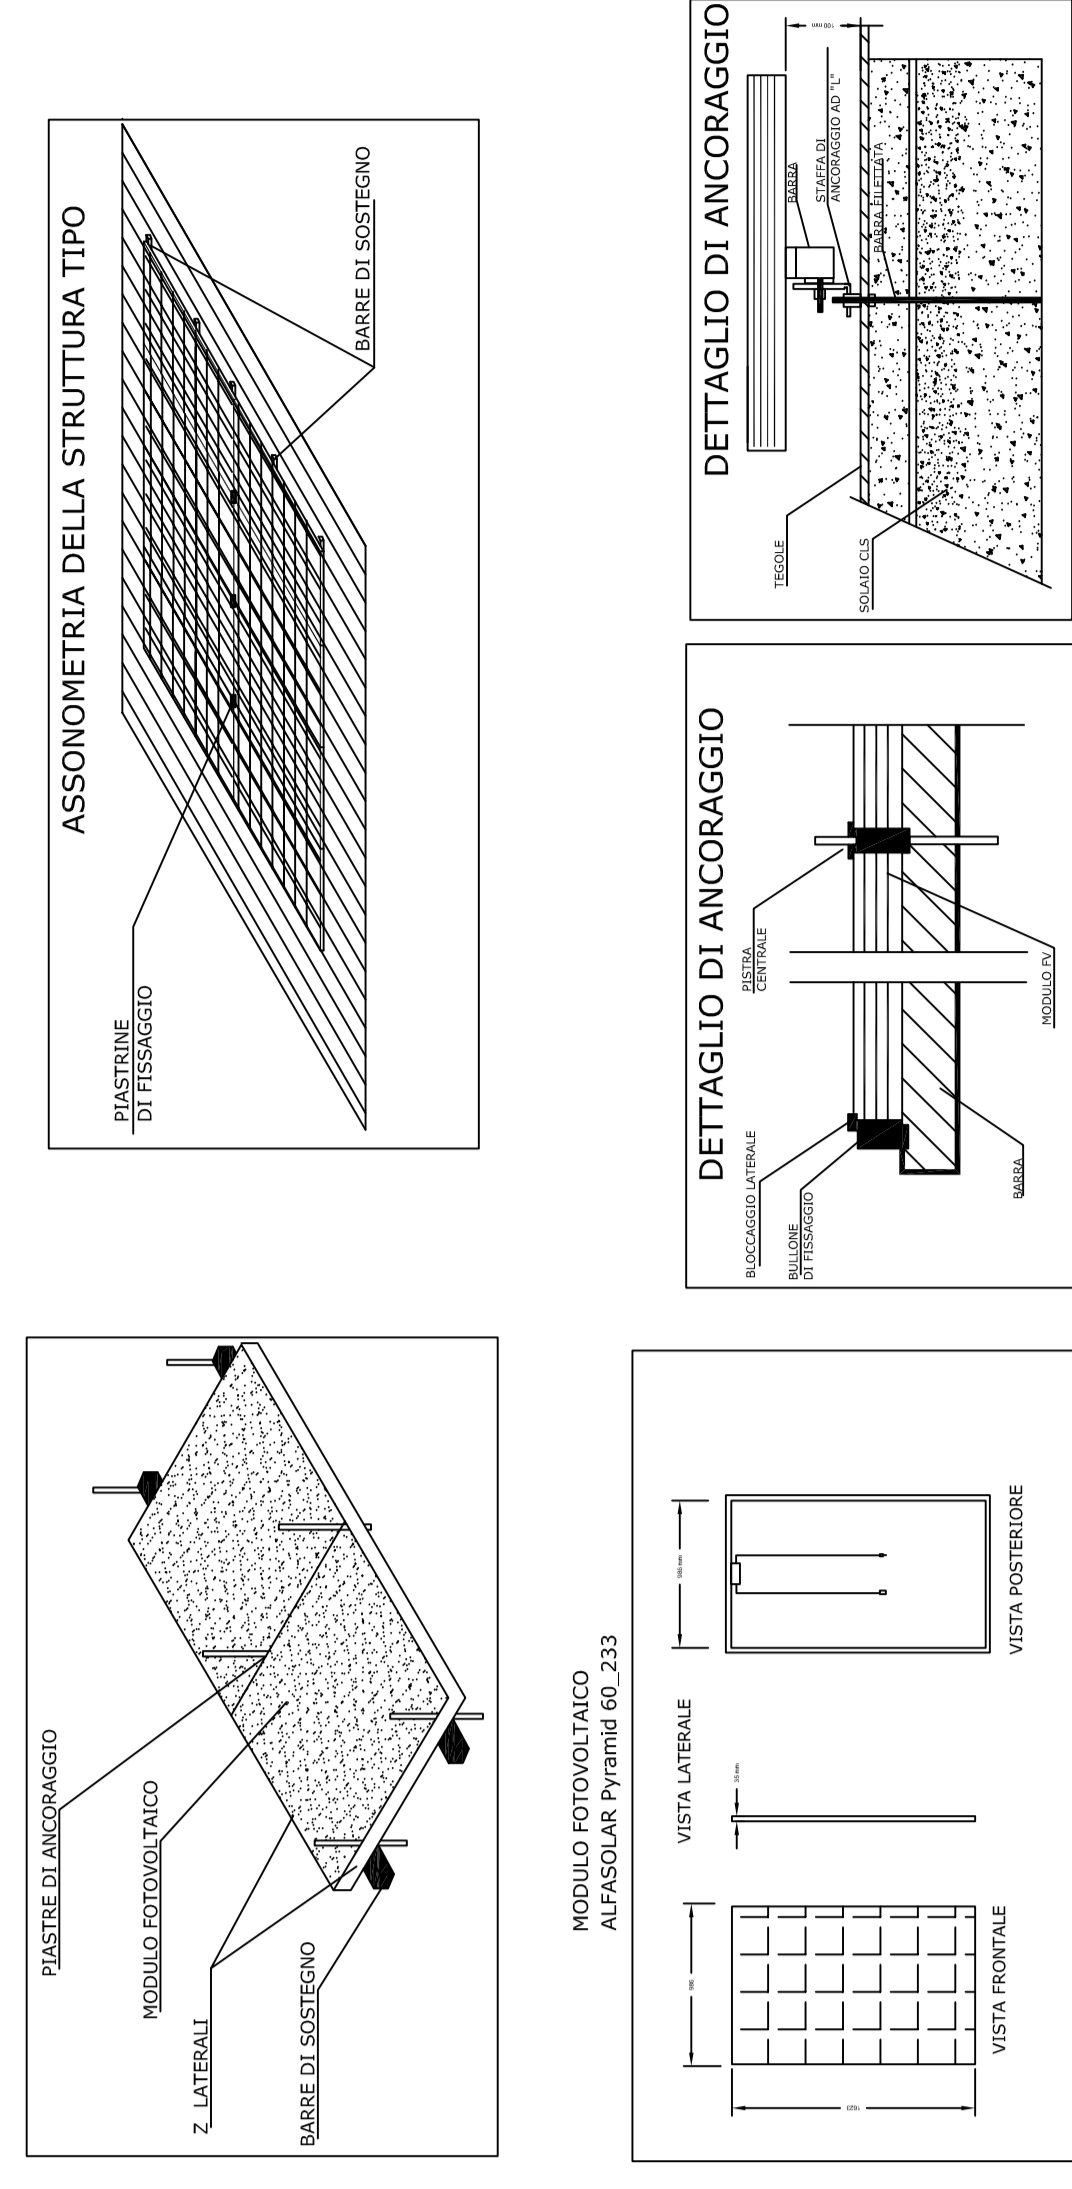 PIASTRE DI ANCORAGGIO
MODULO FOTOVOLTAICO
Z LATERALI
BARRE DI SOSTEGNO
ASSONOMETRIA DELLA STRUTTURA TIPO
PIASTRINE
DI FISSAGGIO
BARRE DI SOSTEGNO
MODULO FOTOVOLTAICO
ALFASOLAR Pyramid 60_233
VISTA LATERALE
35 mm
986
1623
VISTA FRONTALE
986 mm
VISTA POSTERIORE
DETTAGLIO DI ANCORAGGIO
BLOCCAGGIO LATERALE
BULLONE
DI FISSAGGIO
PISTRA
CENTRALE
MODULO FV
BARRA
DETTAGLIO DI ANCORAGGIO
TEGOLE
SOLAIO CLS
BARRA
STAFFA DI
ANCORAGGIO AD "L"
BARRA FILETTATA
100 mm